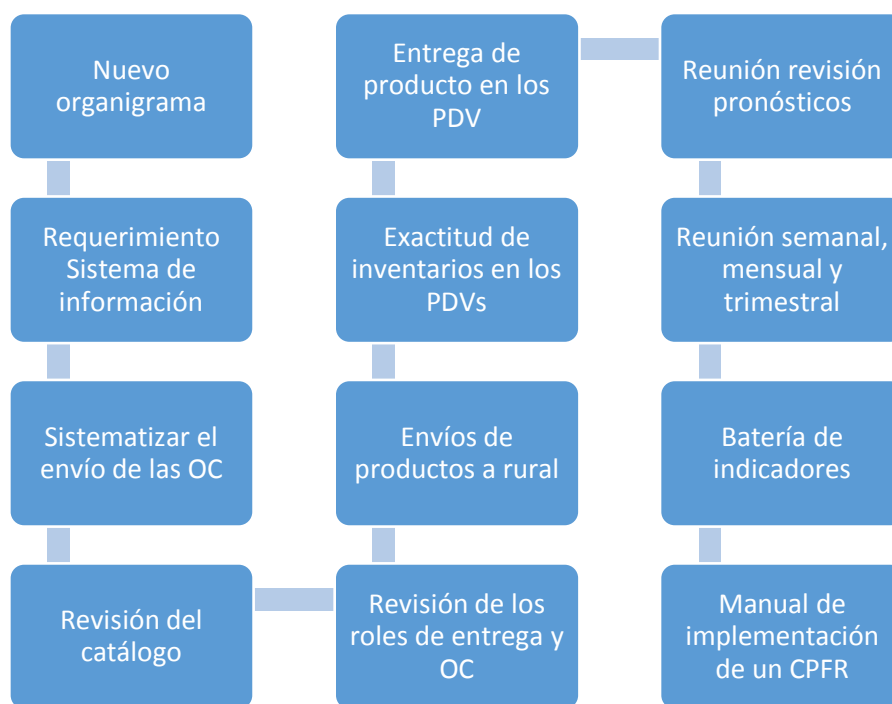 Nuevo
organigrama
Requerimiento
Sistema de
información
Sistematizar el
envío de las OC
Revisión del
catálogo
Revisión de los
roles de entrega y
OC
Envíos de
productos a rural
Exactitud de
inventarios en los
PDVs
Entrega de
producto en los
PDV
Reunión revisión
pronósticos
Reunión semanal,
mensual y
trimestral
Batería de
indicadores
Manual de
implementación
de un CPFR